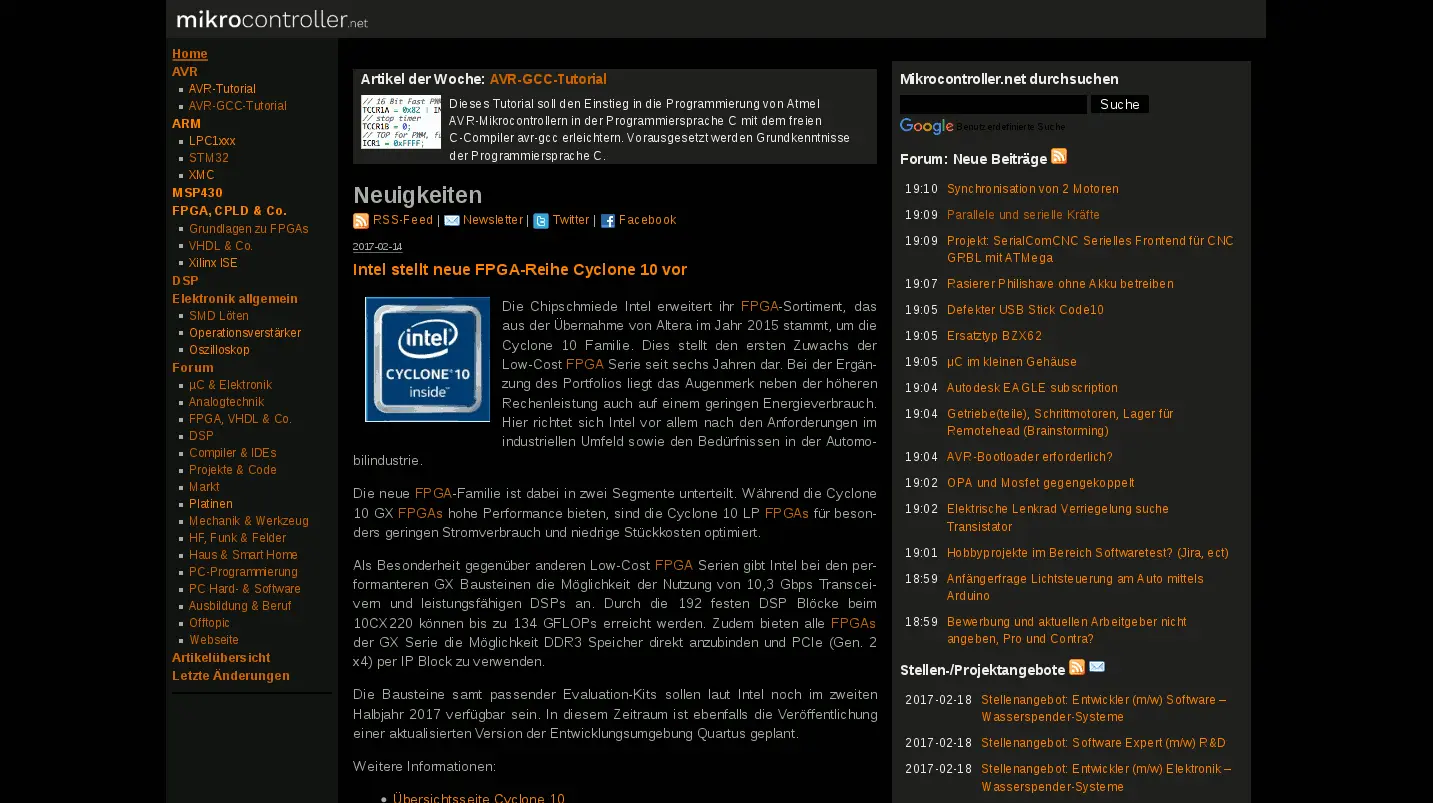 mikrocontroller.net
Home
AVR
AVR-Tutorial
AVR-GCC-Tutorial
ARM
LPC1xxx
STM32
XMC
MSP430
FPGA, CPLD & Co.
Grundlagen zu FPGAs
VHDL & Co.
Xilinx ISE
DSP
Elektronik allgemein
SMD Löten
Operationsverstärker
Oszilloskop
Forum
µC & Elektronik
Analogtechnik
FPGA, VHDL & Co.
DSP
Compiler & IDEs
Projekte & Code
Markt
Platinen
Mechanik & Werkzeug
HF, Funk & Felder
Haus & Smart Home
PC-Programmierung
PC Hard- & Software
Ausbildung & Beruf
Offtopic
Webseite
Artikelübersicht
Letzte Änderungen
Artikel der Woche: AVR-GCC-Tutorial
// 16 Bit Fast PWM
TCCR1A = 0x82 | 
// stop timer
TCCR1B = 0;
// TOP for PWM, fu
ICR1 = 0xFFFF;
Dieses Tutorial soll den Einstieg in die Programmierung von Atmel
AVR-Mikrocontrollern in der Programmiersprache C mit dem freien
C-Compiler avr-gcc erleichtern. Vorausgesetzt werden Grundkenntnisse
der Programmiersprache C.
Neuigkeiten
RSS-Feed | Newsletter | Twitter | Facebook
2017-02-14
Intel stellt neue FPGA-Reihe Cyclone 10 vor
intel
CYCLONE® 10
inside™
Die Chipschmiede Intel erweitert ihr FPGA-Sortiment, das
aus der Übernahme von Altera im Jahr 2015 stammt, um die
Cyclone 10 Familie. Dies stellt den ersten Zuwachs der
Low-Cost FPGA Serie seit sechs Jahren dar. Bei der Ergän-
zung des Portfolios liegt das Augenmerk neben der höheren
Rechenleistung auch auf einem geringen Energieverbrauch.
Hier richtet sich Intel vor allem nach den Anforderungen im
industriellen Umfeld sowie den Bedürfnissen in der Automo-
bilindustrie.
Die neue FPGA-Familie ist dabei in zwei Segmente unterteilt. Während die Cyclone
10 GX FPGAs hohe Performance bieten, sind die Cyclone 10 LP FPGAs für beson-
ders geringen Stromverbrauch und niedrige Stückkosten optimiert.
Als Besonderheit gegenüber anderen Low-Cost FPGA Serien gibt Intel bei den per-
formanteren GX Bausteinen die Möglichkeit der Nutzung von 10,3 Gbps Transcei-
vern und leistungsfähigen DSPs an. Durch die 192 festen DSP Blöcke beim
10CX220 können bis zu 134 GFLOPs erreicht werden. Zudem bieten alle FPGAs
der GX Serie die Möglichkeit DDR3 Speicher direkt anzubinden und PCIe (Gen. 2
x4) per IP Block zu verwenden.
Die Bausteine samt passender Evaluation-Kits sollen laut Intel noch im zweiten
Halbjahr 2017 verfügbar sein. In diesem Zeitraum ist ebenfalls die Veröffentlichung
einer aktualisierten Version der Entwicklungsumgebung Quartus geplant.
Weitere Informationen:
Übersichtsseite Cyclone 10
Mikrocontroller.net durchsuchen
Suche
Google Benutzerdefinierte Suche
Forum: Neue Beiträge
19:10 Synchronisation von 2 Motoren
19:09 Parallele und serielle Kräfte
19:09 Projekt: SerialComCNC Serielles Frontend für CNC
GRBL mit ATMega
19:07 Rasierer Philishave ohne Akku betreiben
19:05 Defekter USB Stick Code10
19:05 Ersatztyp BZX62
19:05 µC im kleinen Gehäuse
19:04 Autodesk EAGLE subscription
19:04 Getriebe(teile), Schrittmotoren, Lager für
Remotehead (Brainstorming)
19:04 AVR-Bootloader erforderlich?
19:02 OPA und Mosfet gegengekoppelt
19:02 Elektrische Lenkrad Verriegelung suche
Transistator
19:01 Hobbyprojekte im Bereich Softwaretest? (Jira, ect)
18:59 Anfängerfrage Lichtsteuerung am Auto mittels
Arduino
18:59 Bewerbung und aktuellen Arbeitgeber nicht
angeben, Pro und Contra?
Stellen-/Projektangebote
2017-02-18 Stellenangebot: Entwickler (m/w) Software –
Wasserspender-Systeme
2017-02-18 Stellenangebot: Software Expert (m/w) R&D
2017-02-18 Stellenangebot: Entwickler (m/w) Elektronik –
Wasserspender-Systeme